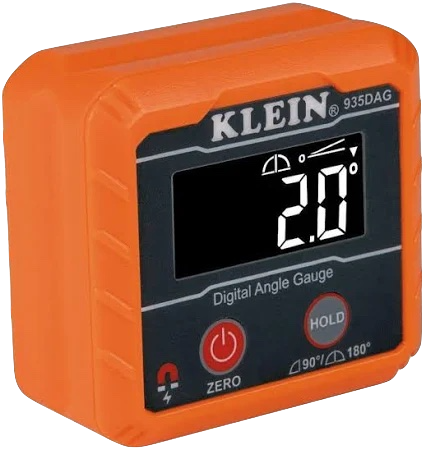 KLEIN® 935DAG
2.0°
Digital Angle Gauge
HOLD
ZERO
90°/ 180°